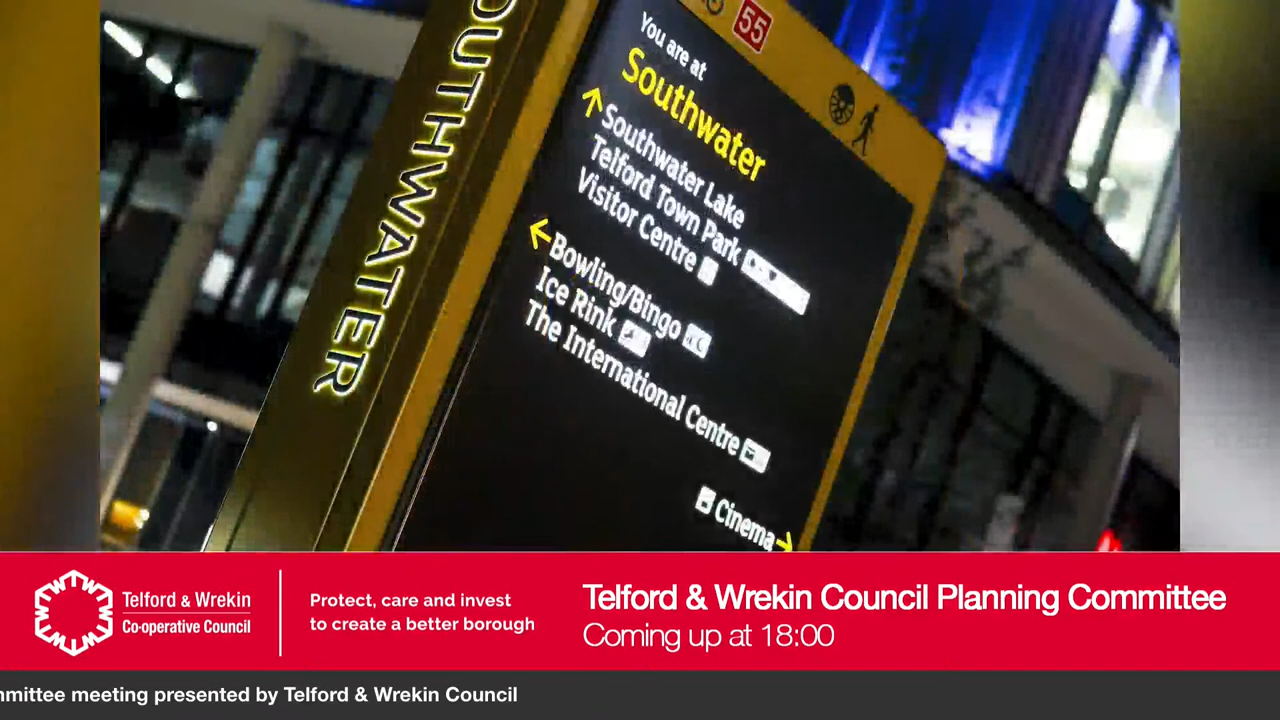 OUTHWATER
55
You are at
Southwater
Southwater Lake
Telford Town Park
Visitor Centre
Bowling/Bingo
Ice Rink
The International Centre
Cinema
Telford & Wrekin
Co-operative Council
Protect, care and invest
to create a better borough
Telford & Wrekin Council Planning Committee
Coming up at 18:00
mmittee meeting presented by Telford & Wrekin Council